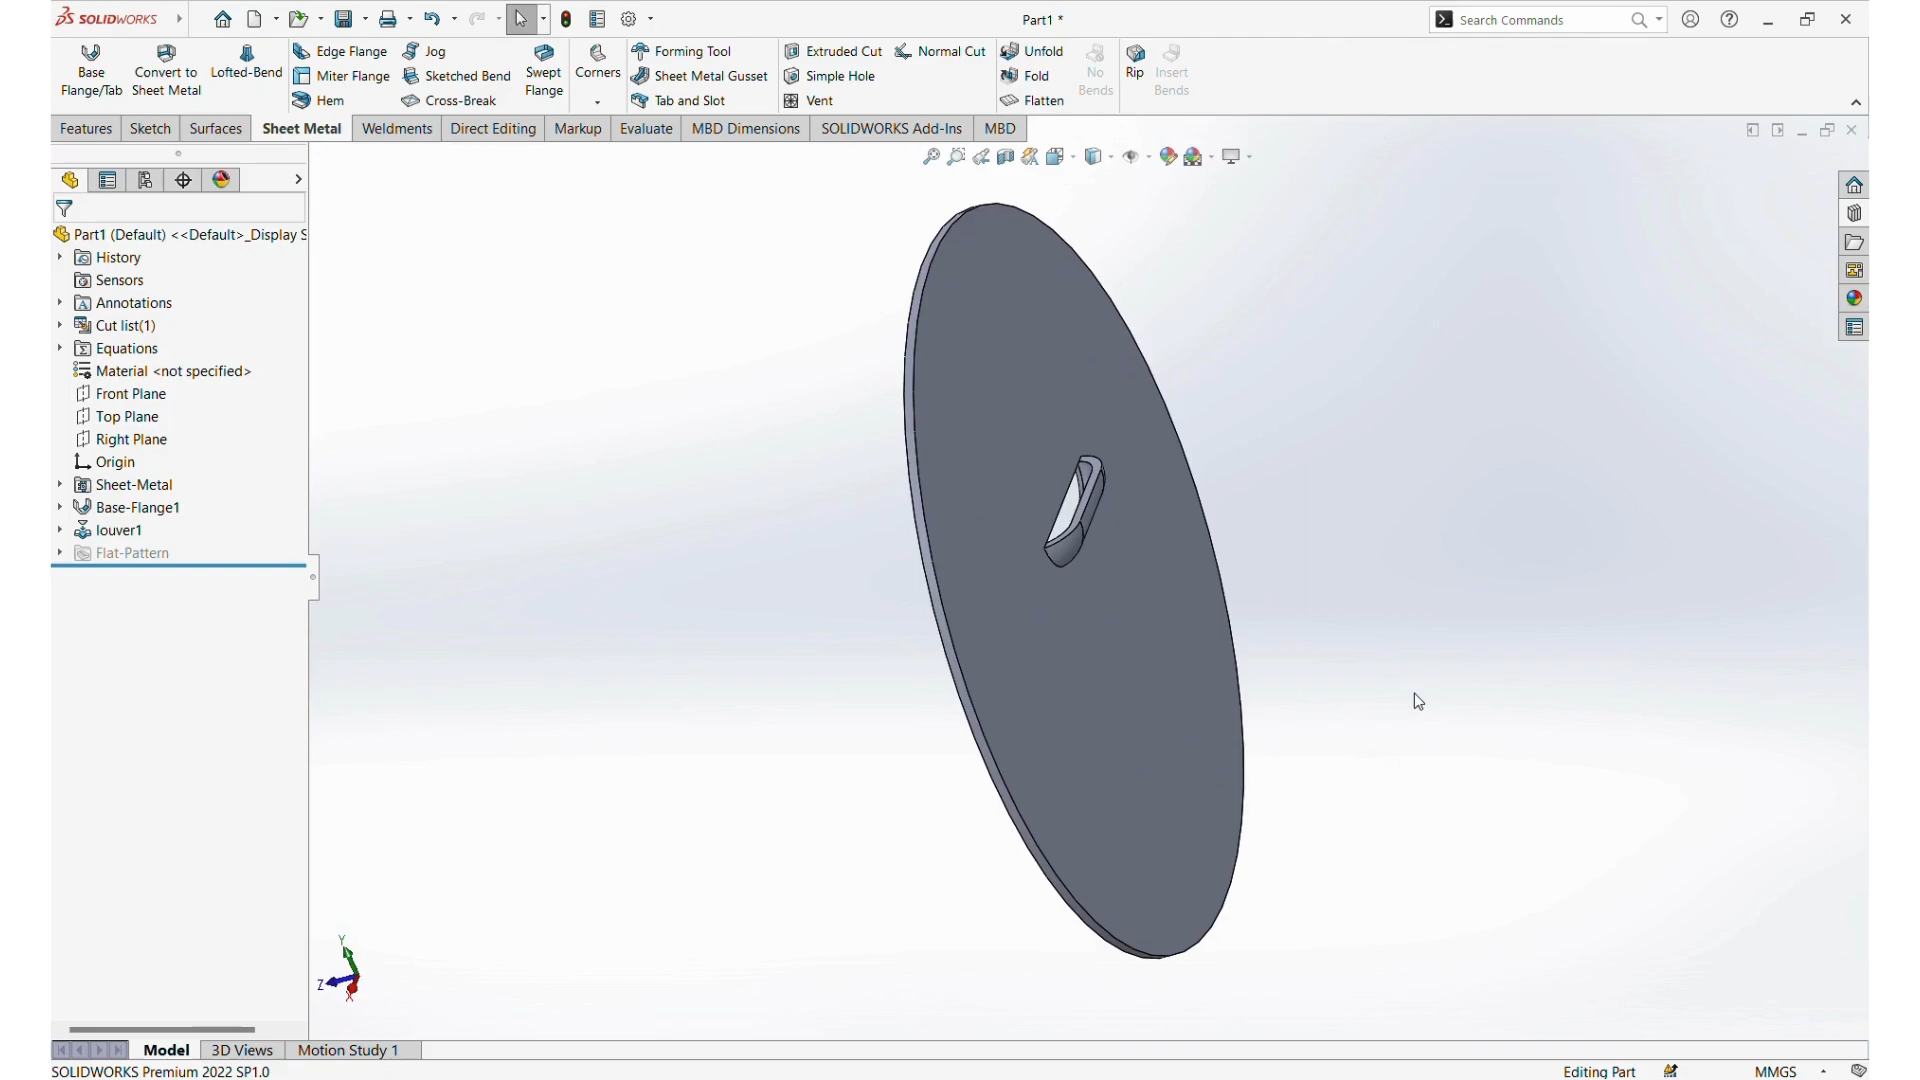 SOLIDWORKS
Part1 *
Search Commands
Base Flange/Tab
Convert to Sheet Metal
Lofted-Bend
Edge Flange
Miter Flange
Hem
Jog
Sketched Bend
Cross-Break
Swept Flange
Corners
Forming Tool
Sheet Metal Gusset
Tab and Slot
Extruded Cut
Simple Hole
Vent
Normal Cut
Unfold
Fold
Flatten
No Bends
Rip
Insert Bends
Features Sketch Surfaces Sheet Metal Weldments Direct Editing Markup Evaluate MBD Dimensions SOLIDWORKS Add-Ins MBD
Part1 (Default) <<Default>_Display S
History
Sensors
Annotations
Cut list(1)
Equations
Material <not specified>
Front Plane
Top Plane
Right Plane
Origin
Sheet-Metal
Base-Flange1
louver1
Flat-Pattern
Y
Z
X
Model 3D Views Motion Study 1
SOLIDWORKS Premium 2022 SP1.0
Editing Part
MMGS